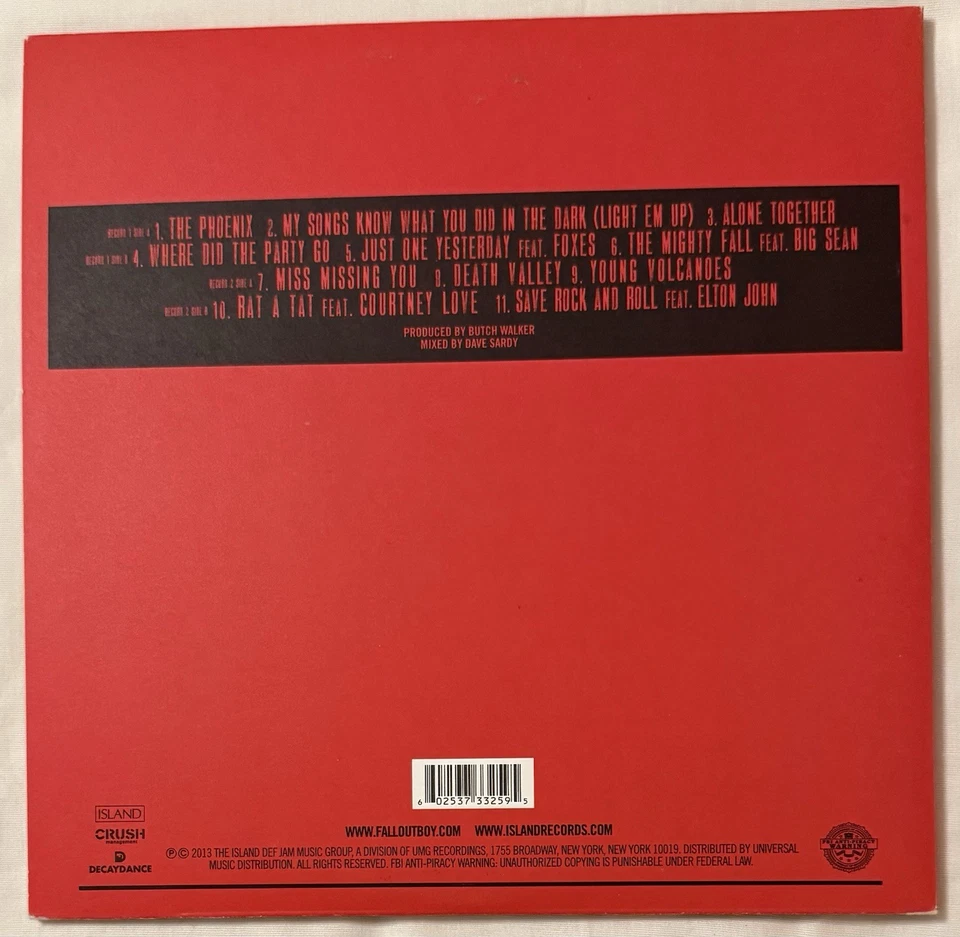 RECORD 1 SIDE A 1. THE PHOENIX 2. MY SONGS KNOW WHAT YOU DID IN THE DARK (LIGHT EM UP) 3. ALONE TOGETHER
RECORD 1 SIDE B 4. WHERE DID THE PARTY GO 5. JUST ONE YESTERDAY FEAT. FOXES 6. THE MIGHTY FALL FEAT. BIG SEAN
RECORD 2 SIDE A 7. MISS MISSING YOU 8. DEATH VALLEY 9. YOUNG VOLCANOES
RECORD 2 SIDE B 10. RAT A TAT FEAT. COURTNEY LOVE 11. SAVE ROCK AND ROLL FEAT. ELTON JOHN
PRODUCED BY BUTCH WALKER
MIXED BY DAVE SARDY
6 02537 33259 5
ISLAND
CRUSH
management
D
DECAYDANCE
WWW.FALLOUTBOY.COM WWW.ISLANDRECORDS.COM
℗© 2013 THE ISLAND DEF JAM MUSIC GROUP, A DIVISION OF UMG RECORDINGS, 1755 BROADWAY, NEW YORK, NEW YORK 10019. DISTRIBUTED BY UNIVERSAL
MUSIC DISTRIBUTION. ALL RIGHTS RESERVED. FBI ANTI-PIRACY WARNING: UNAUTHORIZED COPYING IS PUNISHABLE UNDER FEDERAL LAW.
FBI ANTI-PIRACY
WARNING